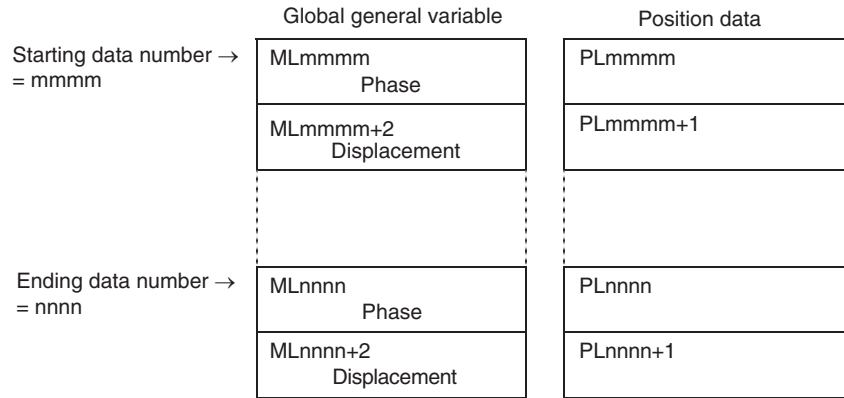 Global general variable
Position data
Starting data number →
= mmmm
MLmmmm
Phase
PLmmmm
MLmmmm+2
Displacement
PLmmmm+1
Ending data number →
= nnnn
MLnnnn
Phase
PLnnnn
MLnnnn+2
Displacement
PLnnnn+1